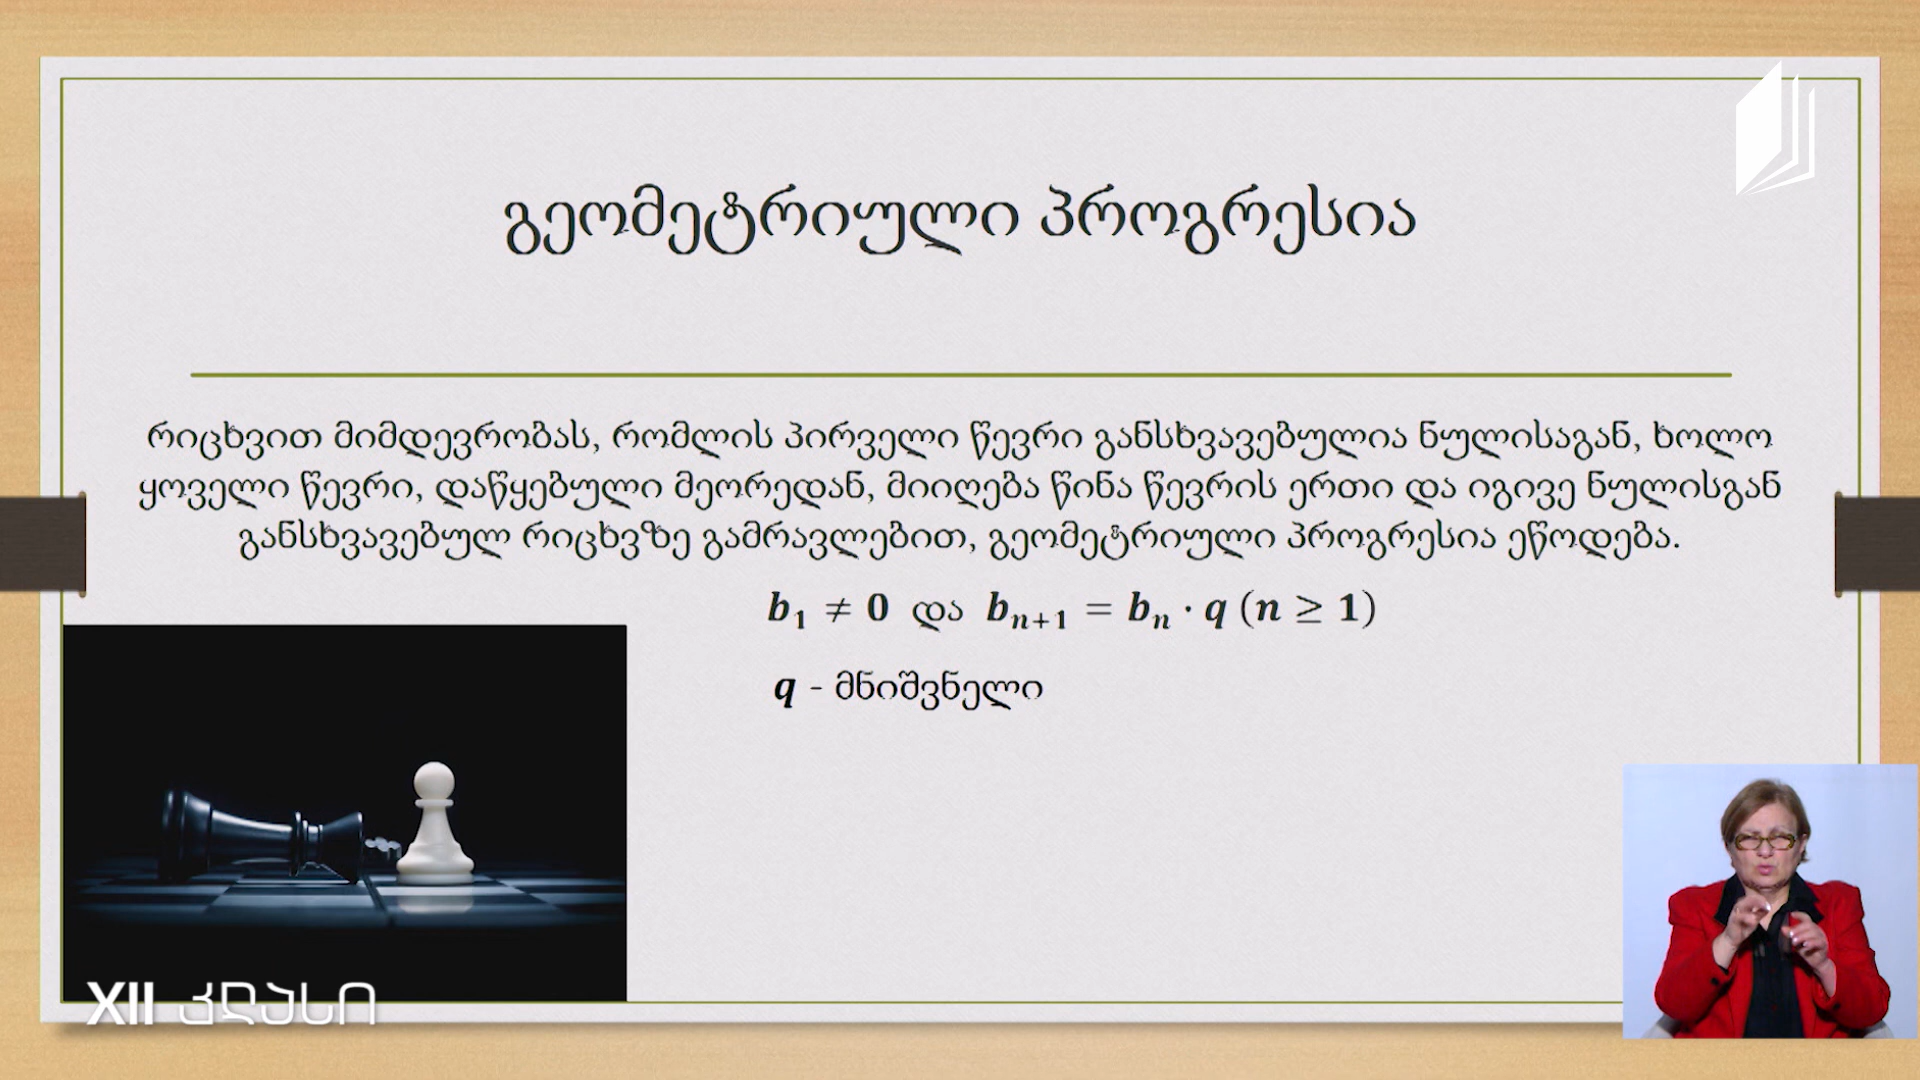 გეომეტრიული პროგრესია
რიცხვით მიმდევრობას, რომლის პირველი წევრი განსხვავებულია ნულისაგან, ხოლო
ყოველი წევრი, დაწყებული მეორედან, მიიღება წინა წევრის ერთი და იგივე ნულისგან
განსხვავებულ რიცხვზე გამრავლებით, გეომეტრიული პროგრესია ეწოდება.
b₁ ≠ 0 და bₙ₊₁ = bₙ · q (n ≥ 1)
q - მნიშვნელი
XII კლასი